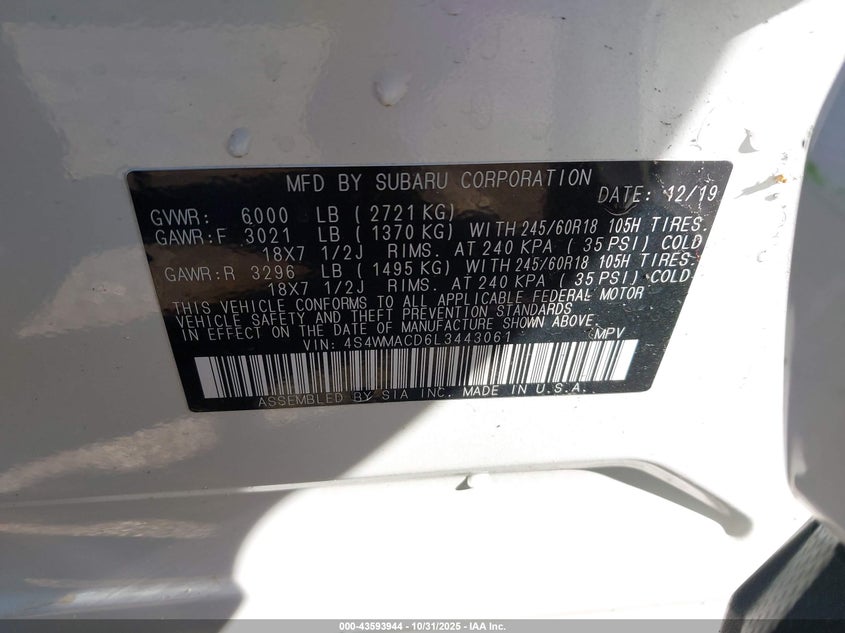 MFD BY SUBARU CORPORATION DATE: 12/19
GVWR: 6000 LB ( 2721 KG)
GAWR:F 3021 LB ( 1370 KG) WITH 245/60R18 105H TIRES.
18X7 1/2J RIMS. AT 240 KPA ( 35 PSI) COLD
GAWR:R 3296 LB ( 1495 KG) WITH 245/60R18 105H TIRES.
18X7 1/2J RIMS. AT 240 KPA ( 35 PSI) COLD.
THIS VEHICLE CONFORMS TO ALL APPLICABLE FEDERAL MOTOR
VEHICLE SAFETY AND THEFT PREVENTION STANDARDS
IN EFFECT ON THE DATE OF MANUFACTURE SHOWN ABOVE.
VIN: 4S4WMACD6L3443061 MPV
ASSEMBLED BY SIA INC. MADE IN U.S.A.
000-43593944 - 10/31/2025 - IAA Inc.